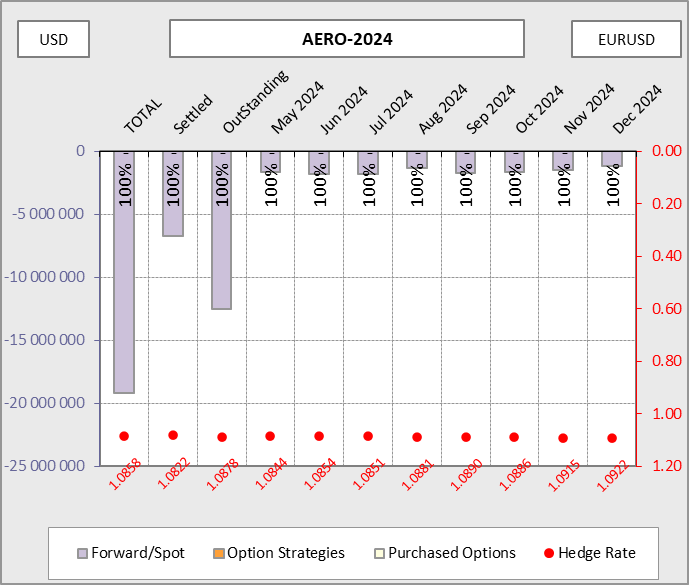 USD
AERO-2024
EURUSD
TOTAL
Settled
OutStanding
May 2024
Jun 2024
Jul 2024
Aug 2024
Sep 2024
Oct 2024
Nov 2024
Dec 2024
0
-5 000 000
-10 000 000
-15 000 000
-20 000 000
-25 000 000
100%
100%
100%
100%
100%
100%
100%
100%
100%
100%
100%
0.00
0.20
0.40
0.60
0.80
1.00
1.20
1.0858
1.0822
1.0878
1.0844
1.0854
1.0851
1.0881
1.0890
1.0886
1.0915
1.0922
Forward/Spot
Option Strategies
Purchased Options
Hedge Rate